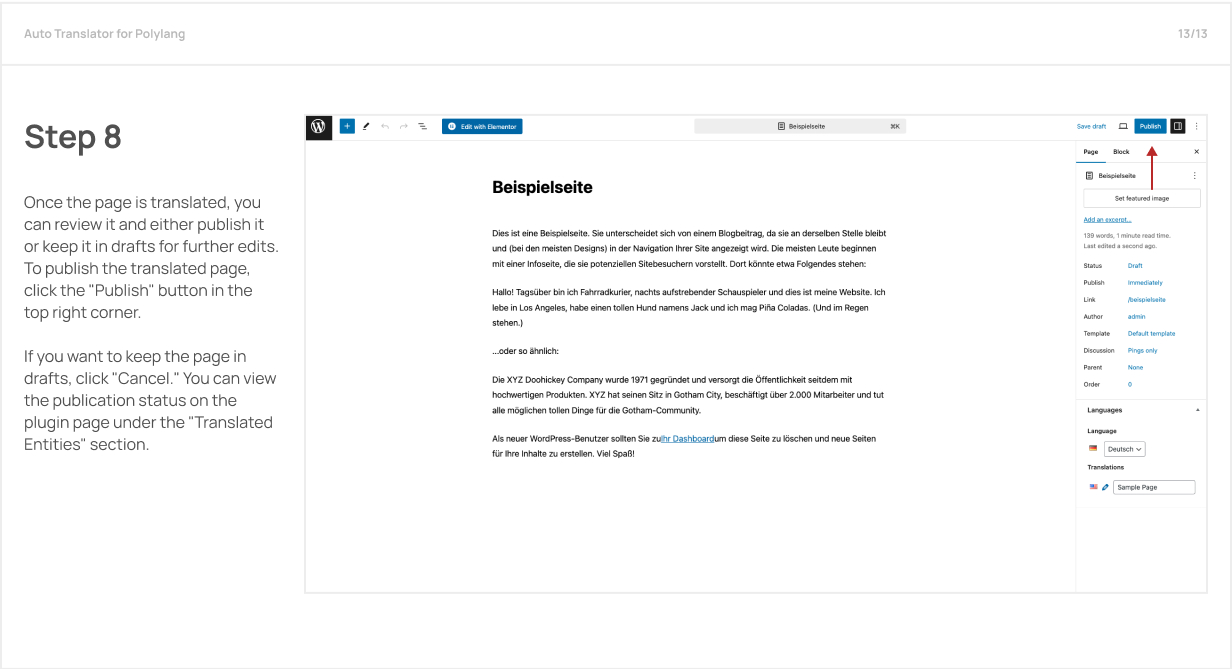 Auto Translator for Polylang
13/13
Step 8
Once the page is translated, you
can review it and either publish it
or keep it in drafts for further edits.
To publish the translated page,
click the "Publish" button in the
top right corner.
If you want to keep the page in
drafts, click "Cancel." You can view
the publication status on the
plugin page under the "Translated
Entities" section.
Edit with Elementor
Beispielseite
⌘K
Save draft
Publish
Beispielseite
Dies ist eine Beispielseite. Sie unterscheidet sich von einem Blogbeitrag, da sie an derselben Stelle bleibt
und (bei den meisten Designs) in der Navigation Ihrer Site angezeigt wird. Die meisten Leute beginnen
mit einer Infoseite, die sie potenziellen Sitebesuchern vorstellt. Dort könnte etwa Folgendes stehen:
Hallo! Tagsüber bin ich Fahrradkurier, nachts aufstrebender Schauspieler und dies ist meine Website. Ich
lebe in Los Angeles, habe einen tollen Hund namens Jack und ich mag Piña Coladas. (Und im Regen
stehen.)
...oder so ähnlich:
Die XYZ Doohickey Company wurde 1971 gegründet und versorgt die Öffentlichkeit seitdem mit
hochwertigen Produkten. XYZ hat seinen Sitz in Gotham City, beschäftigt über 2.000 Mitarbeiter und tut
alle möglichen tollen Dinge für die Gotham-Community.
Als neuer WordPress-Benutzer sollten Sie zuIhr Dashboardum diese Seite zu löschen und neue Seiten
für Ihre Inhalte zu erstellen. Viel Spaß!
Page Block
Beispielseite
Set featured image
Add an excerpt...
139 words, 1 minute read time.
Last edited a second ago.
Status Draft
Publish Immediately
Link /beispielseite
Author admin
Template Default template
Discussion Pings only
Parent None
Order 0
Languages
Language
Deutsch
Translations
Sample Page